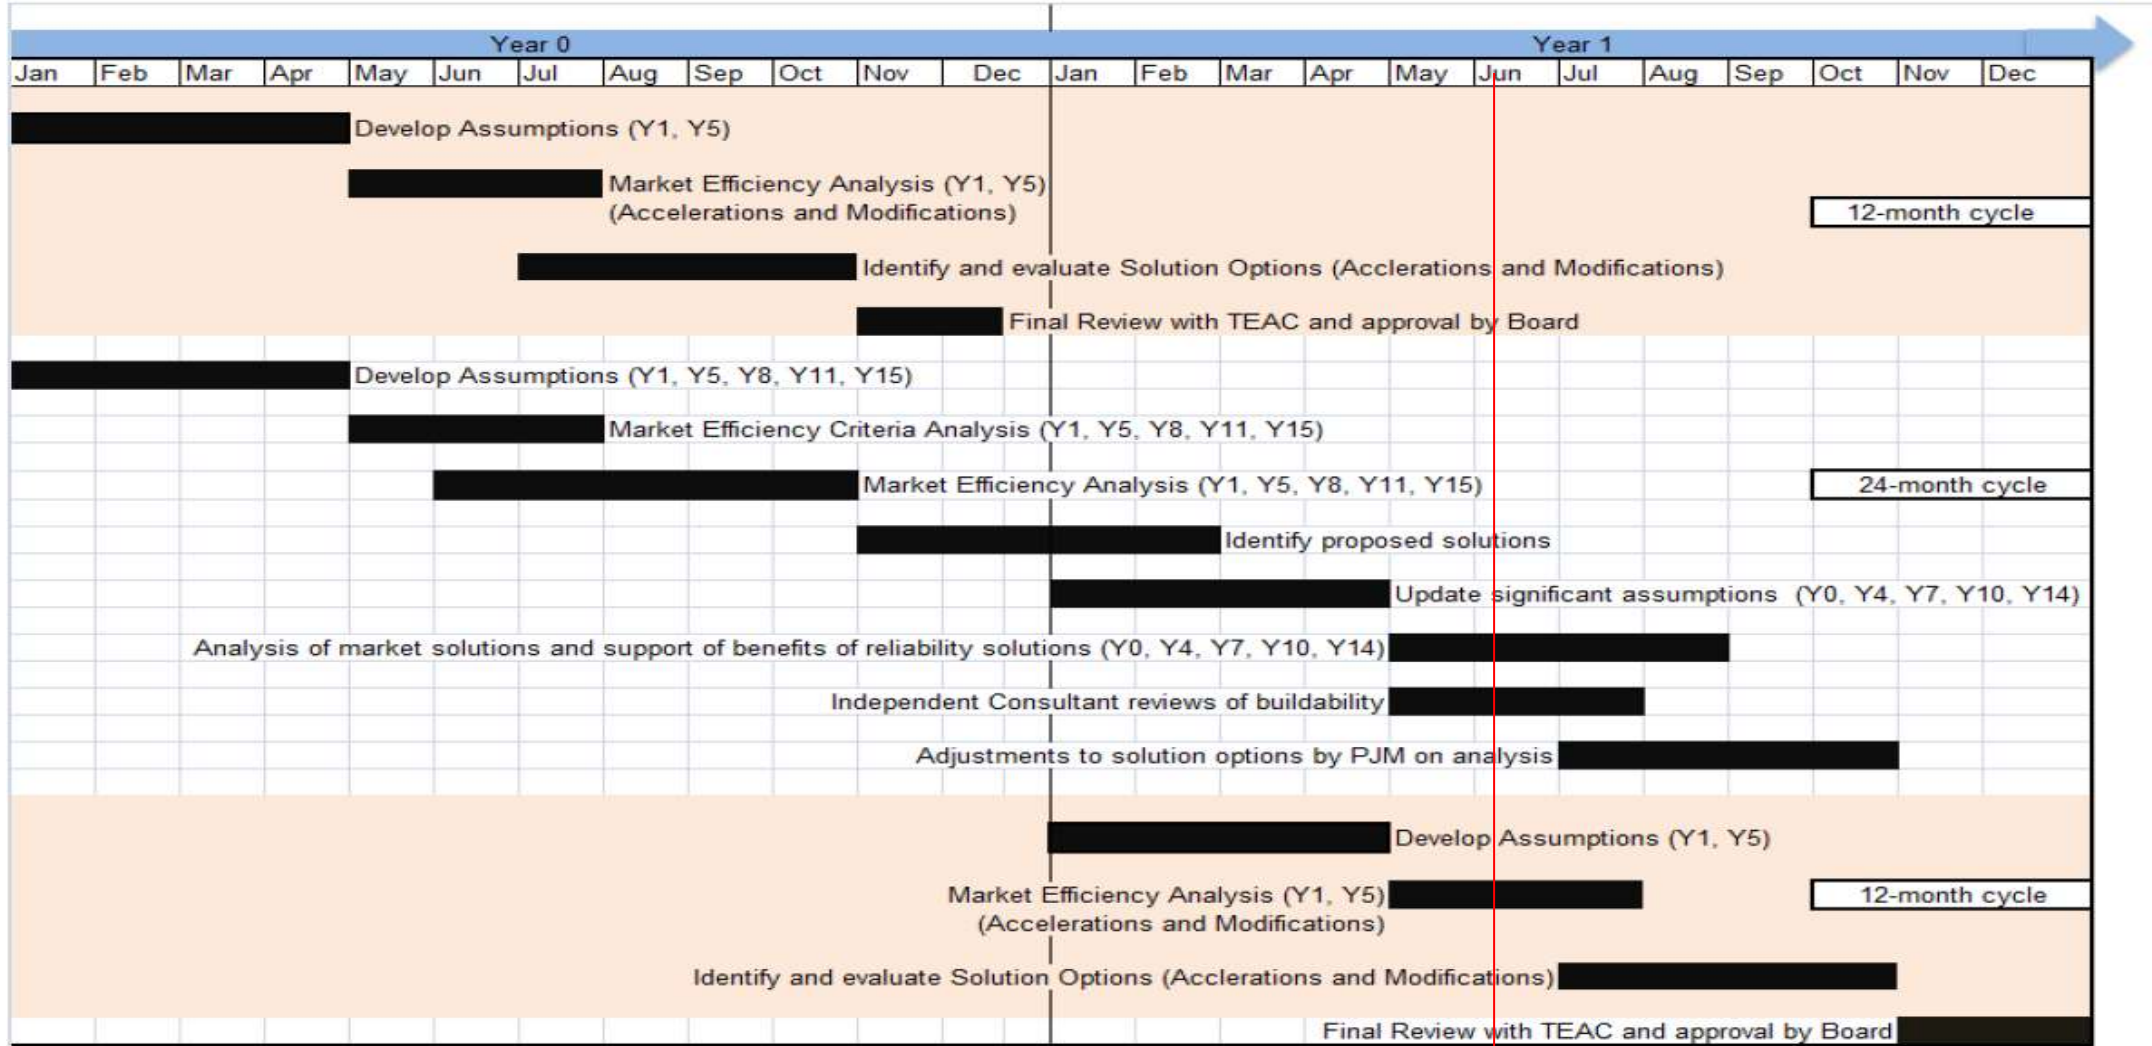 Year 0 Year 1
Jan Feb Mar Apr May Jun Jul Aug Sep Oct Nov Dec Jan Feb Mar Apr May Jun Jul Aug Sep Oct Nov Dec
Develop Assumptions (Y1, Y5)
Market Efficiency Analysis (Y1, Y5)
(Accelerations and Modifications)
12-month cycle
Identify and evaluate Solution Options (Acclerations and Modifications)
Final Review with TEAC and approval by Board
Develop Assumptions (Y1, Y5, Y8, Y11, Y15)
Market Efficiency Criteria Analysis (Y1, Y5, Y8, Y11, Y15)
Market Efficiency Analysis (Y1, Y5, Y8, Y11, Y15)
24-month cycle
Identify proposed solutions
Update significant assumptions (Y0, Y4, Y7, Y10, Y14)
Analysis of market solutions and support of benefits of reliability solutions (Y0, Y4, Y7, Y10, Y14)
Independent Consultant reviews of buildability
Adjustments to solution options by PJM on analysis
Develop Assumptions (Y1, Y5)
Market Efficiency Analysis (Y1, Y5)
(Accelerations and Modifications)
12-month cycle
Identify and evaluate Solution Options (Acclerations and Modifications)
Final Review with TEAC and approval by Board